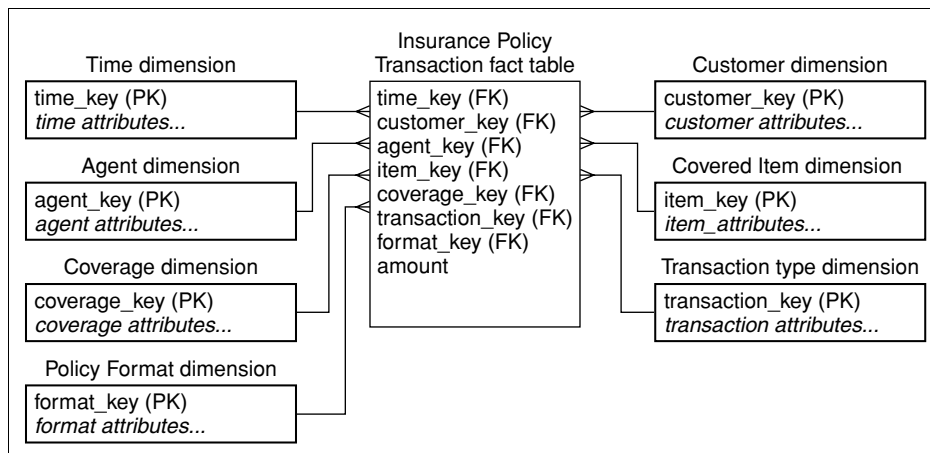 Insurance Policy
Transaction fact table
time_key (FK)
customer_key (FK)
agent_key (FK)
item_key (FK)
coverage_key (FK)
transaction_key (FK)
format_key (FK)
amount
Time dimension
time_key (PK)
time attributes...
Agent dimension
agent_key (PK)
agent attributes...
Coverage dimension
coverage_key (PK)
coverage attributes...
Policy Format dimension
format_key (PK)
format attributes...
Customer dimension
customer_key (PK)
customer attributes...
Covered Item dimension
item_key (PK)
item_attributes...
Transaction type dimension
transaction_key (PK)
transaction attributes...